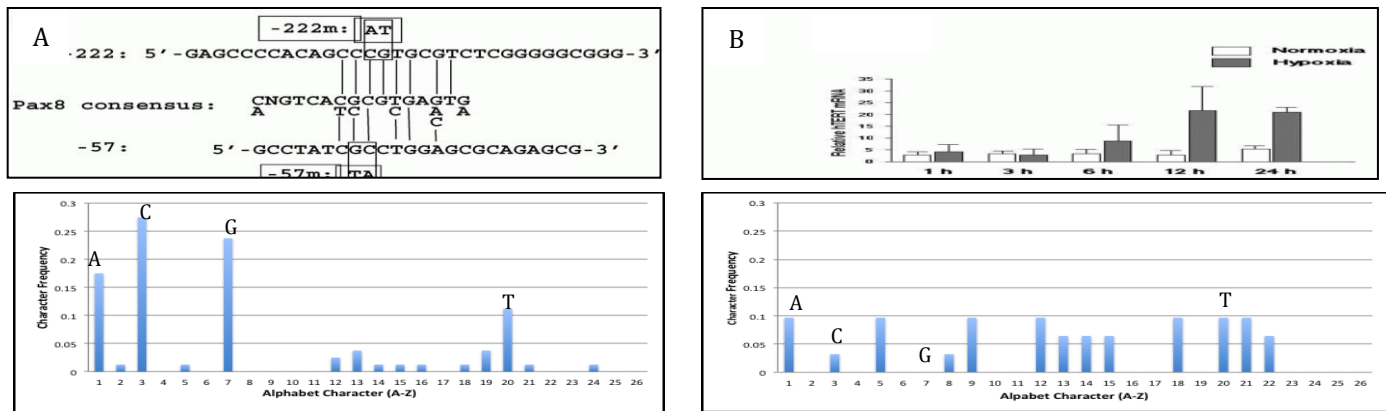 A
-222m: AT
-222: 5'-GAGCCCCACAGCCCGTGCGTCTCGGGGGCGGG-3'
Pax8 consensus: CNGTCACGCGTGAGTG
A TC C A A
C
-57: 5'-GCCTATCGCCTGGAGCGCAGAGCG-3'
-57m: TA
B
Normoxia
Hypoxia
Relative hTERT mRNA
35
30
25
20
15
10
5
0
1 h 3 h 6 h 12 h 24 h
Character Frequency
0.3
0.25
0.2
0.15
0.1
0.05
0
A
C
G
T
1 2 3 4 5 6 7 8 9 10 11 12 13 14 15 16 17 18 19 20 21 22 23 24 25 26
Alphabet Character (A-Z)
Character Frequency
0.3
0.25
0.2
0.15
0.1
0.05
0
A
C
G
T
1 2 3 4 5 6 7 8 9 10 11 12 13 14 15 16 17 18 19 20 21 22 23 24 25 26
Alpabet Character (A-Z)